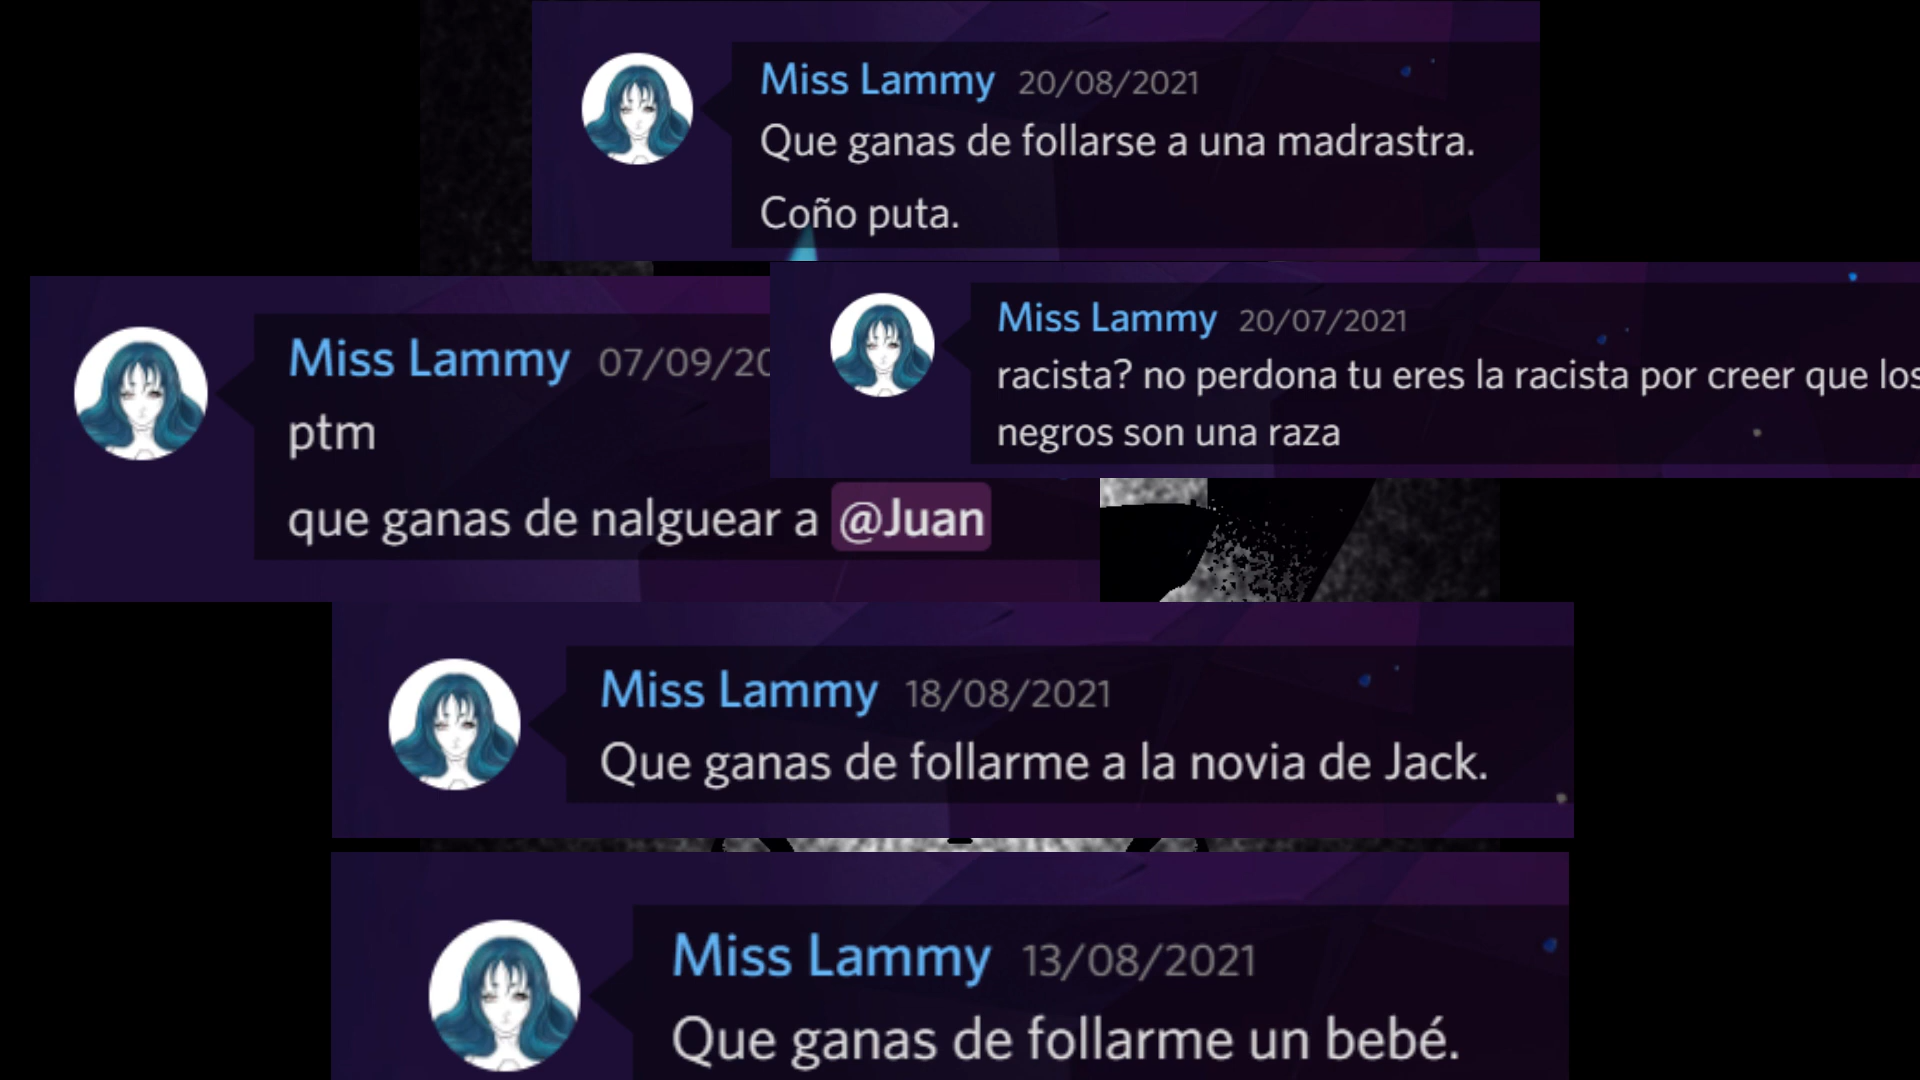 Miss Lammy 20/08/2021
Que ganas de follarse a una madrastra.
Coño puta.
Miss Lammy 07/09/20
ptm
que ganas de nalguear a @Juan
Miss Lammy 20/07/2021
racista? no perdona tu eres la racista por creer que los
negros son una raza
Miss Lammy 18/08/2021
Que ganas de follarme a la novia de Jack.
Miss Lammy 13/08/2021
Que ganas de follarme un bebé.